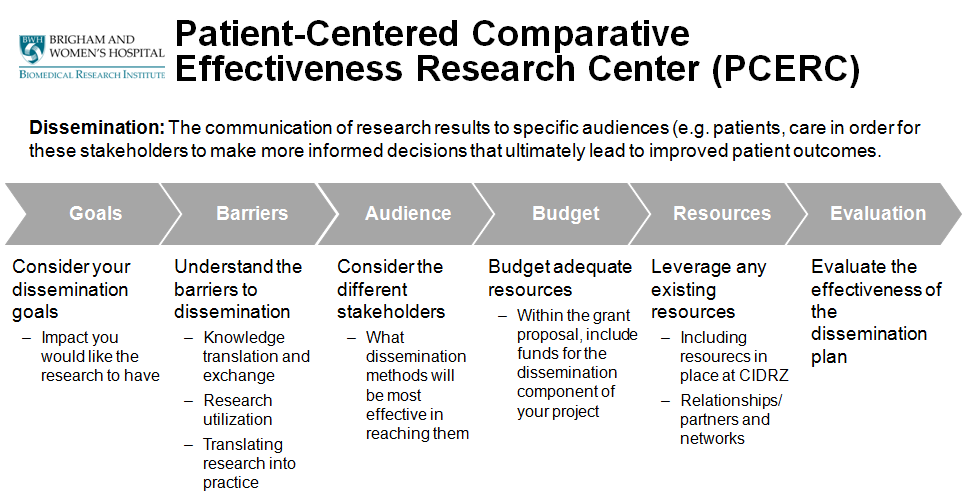 BWH
BRIGHAM AND
WOMEN'S HOSPITAL
BIOMEDICAL RESEARCH INSTITUTE
Patient-Centered Comparative
Effectiveness Research Center (PCERC)
Dissemination: The communication of research results to specific audiences (e.g. patients, care in order for
these stakeholders to make more informed decisions that ultimately lead to improved patient outcomes.
Goals
Barriers
Audience
Budget
Resources
Evaluation
Consider your
dissemination
goals
– Impact you
would like the
research to have
Understand the
barriers to
dissemination
– Knowledge
translation and
exchange
– Research
utilization
– Translating
research into
practice
Consider the
different
stakeholders
– What
dissemination
methods will
be most
effective in
reaching them
Budget adequate
resources
– Within the grant
proposal, include
funds for the
dissemination
component of
your project
Leverage any
existing
resources
– Including
resourecs in
place at CIDRZ
– Relationships/
partners and
networks
Evaluate the
effectiveness of
the
dissemination
plan